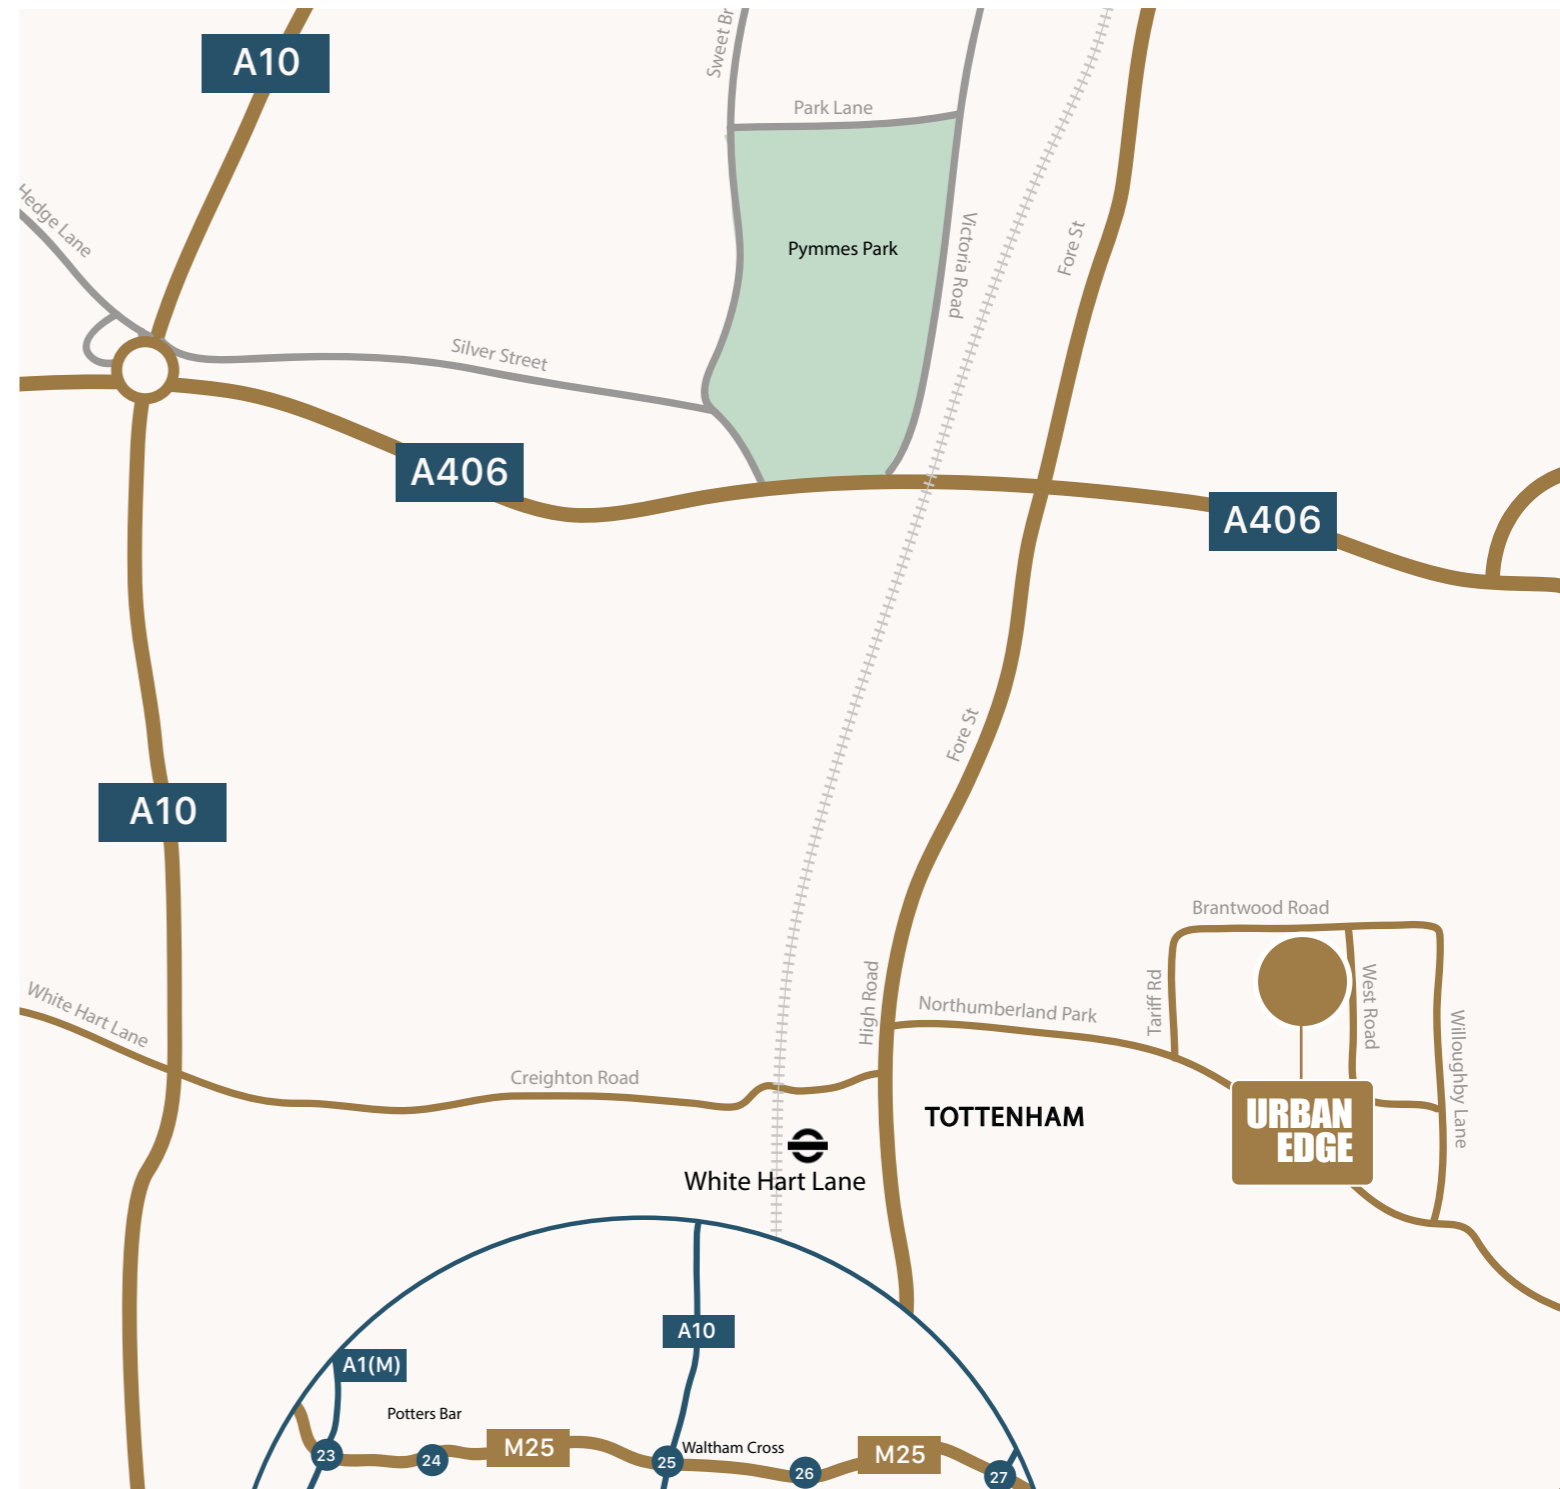 Sweet Br
A10
Park Lane
Hedge Lane
Pymmes Park
Victoria Road
Fore St
Silver Street
A406
A406
Fore St
A10
Brantwood Road
High Road
Tariff Rd
West Road
White Hart Lane
Northumberland Park
Willoughby Lane
Creighton Road
TOTTENHAM
URBAN
EDGE
White Hart Lane
A10
A1(M)
Potters Bar
M25
Waltham Cross
M25
23
24
25
26
27